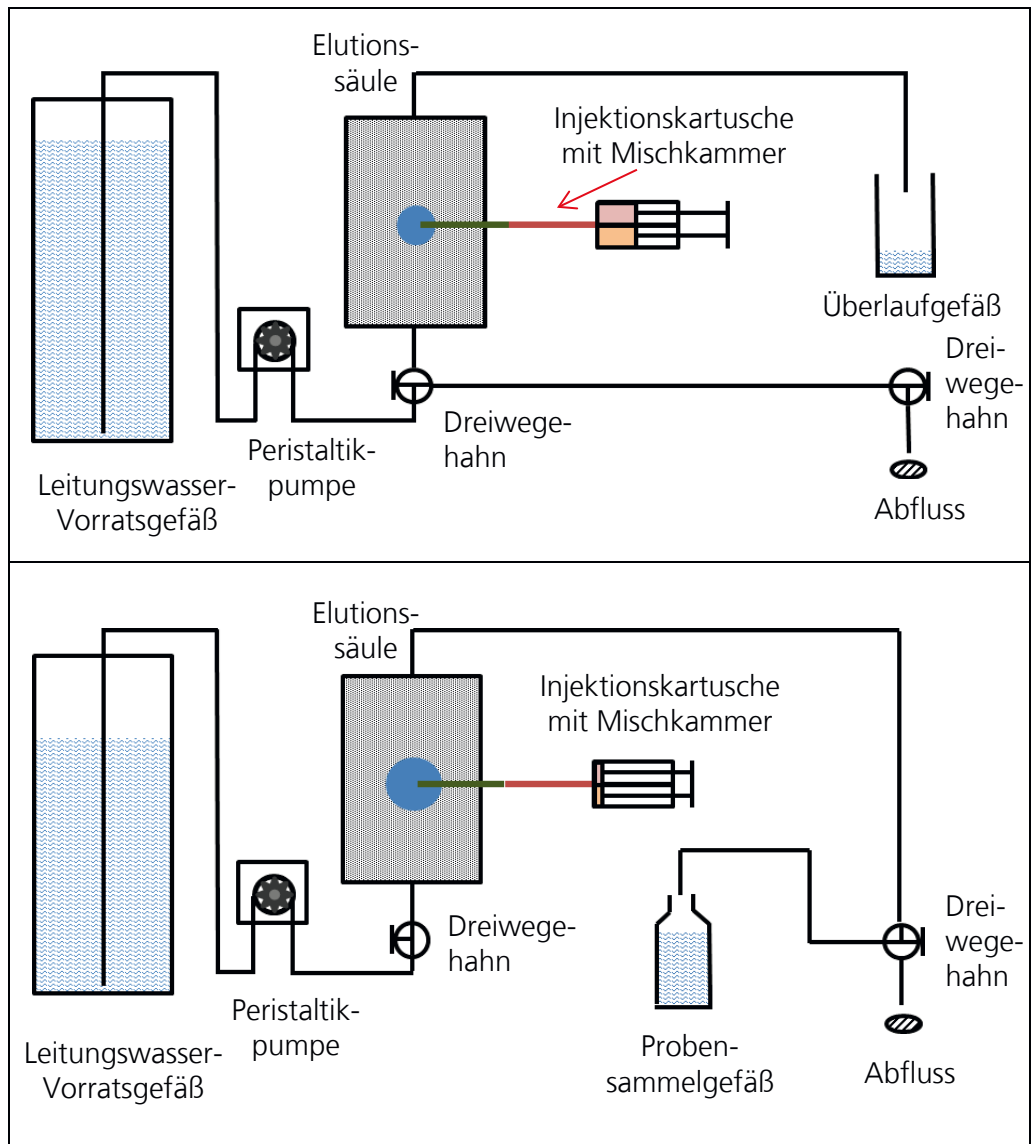 Elutions-
säule
Injektionskartusche
mit Mischkammer
Überlaufgefäß
Drei-
wege-
hahn
Dreiwege-
hahn
Peristaltik-
pumpe
Leitungswasser-
Vorratsgefäß
Abfluss
Elutions-
säule
Injektionskartusche
mit Mischkammer
Drei-
wege-
hahn
Dreiwege-
hahn
Peristaltik-
pumpe
Leitungswasser-
Vorratsgefäß
Proben-
sammelgefäß
Abfluss